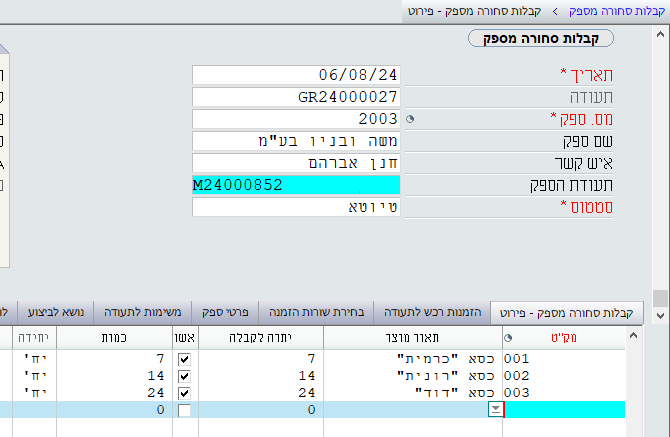 קבלות סחורה מספק > קבלות סחורה מספק - פירוט
קבלות סחורה מספק
תאריך * 06/08/24
תעודה GR24000027
מס. ספק * 2003
שם ספק משה ובניו בע"מ
איש קשר חנן אברהם
תעודת הספק M24000852
סטטוס * טיוטא
קבלות סחורה מספק - פירוט הזמנות רכש לתעודה בחירת שורות הזמנה פרטי ספק משימות לתעודה נושא לביצוע
מק'ט תאור מוצר יתרה לקבלה אשו כמות יחידה
001 כסא "כרמית" 7 7 יח'
002 כסא "רונית" 14 14 יח'
003 כסא "דוד" 24 24 יח'
0 0